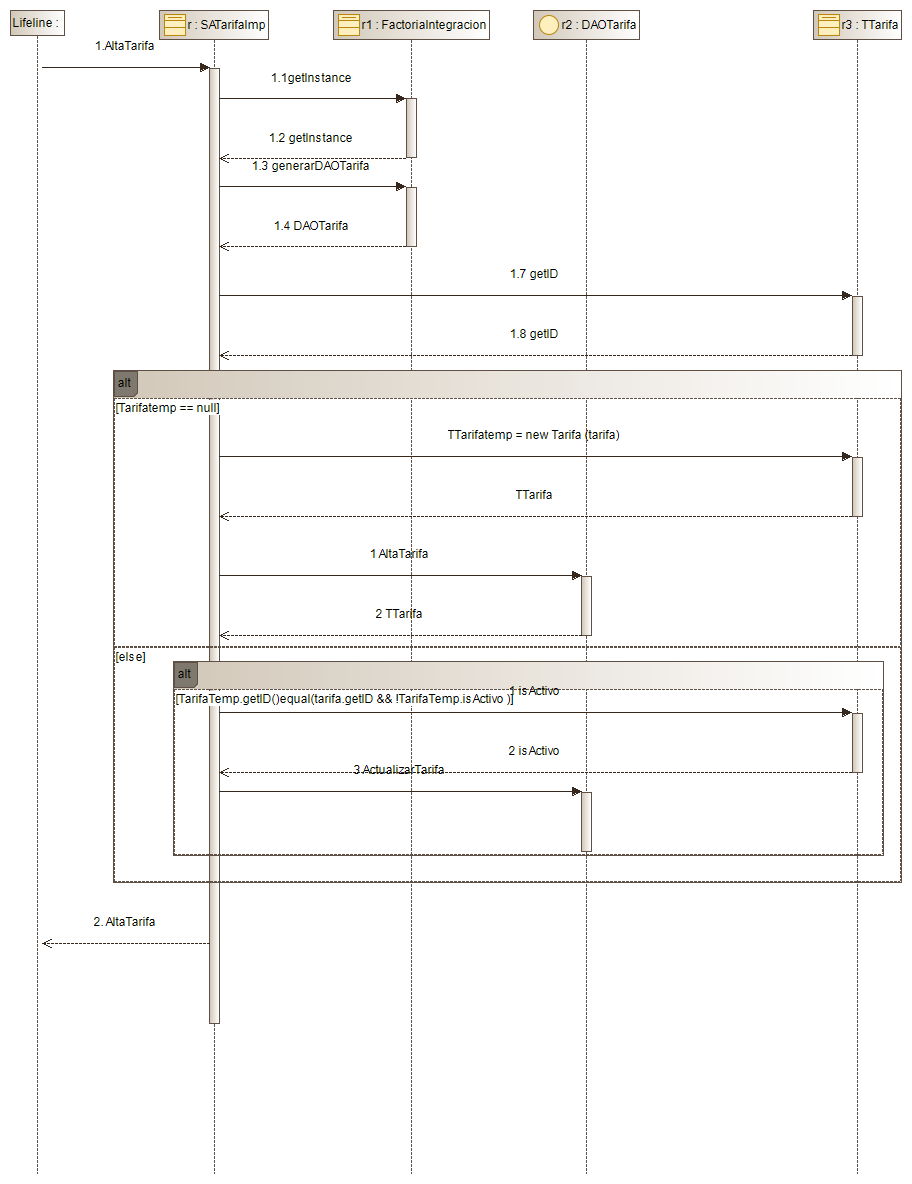 Lifeline :
r : SATarifaImp
r1 : FactoriaIntegracion
r2 : DAOTarifa
r3 : TTarifa
1.AltaTarifa
1.1getInstance
1.2 getInstance
1.3 generarDAOTarifa
1.4 DAOTarifa
1.7 getID
1.8 getID
alt
[Tarifatemp == null]
TTarifatemp = new Tarifa (tarifa)
TTarifa
1 AltaTarifa
2 TTarifa
[else]
alt
1 isActivo
[TarifaTemp.getID()equal(tarifa.getID && !TarifaTemp.isActivo )]
2 isActivo
3 ActualizarTarifa
2. AltaTarifa